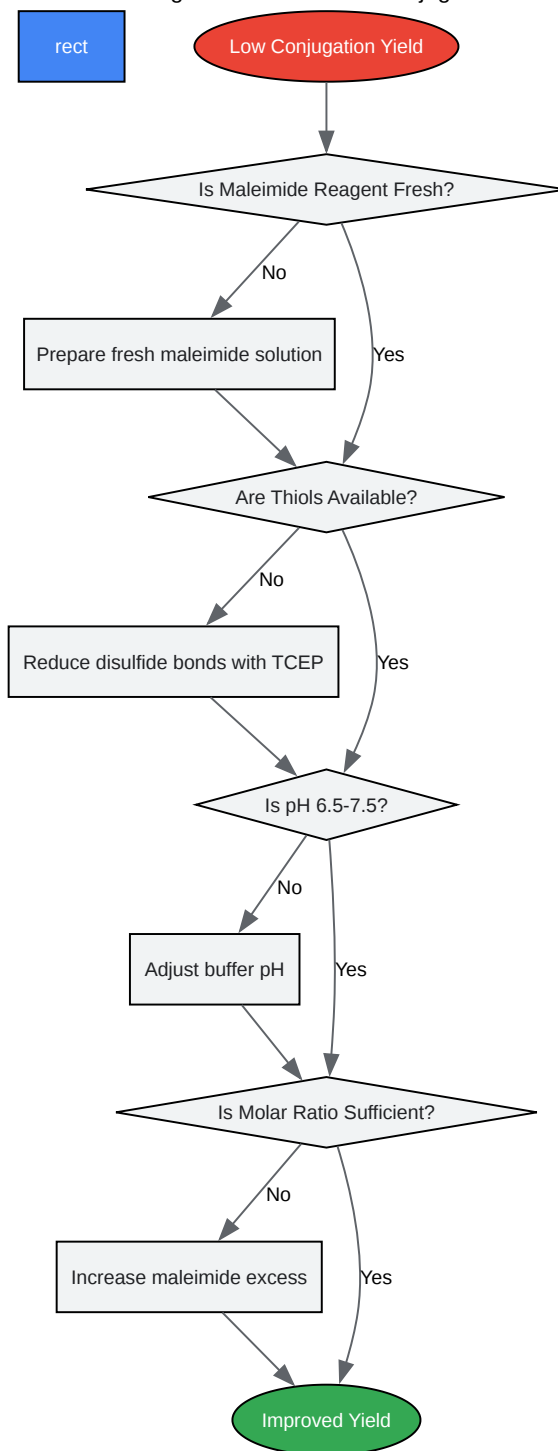 rect
Low Conjugation Yield
Is Maleimide Reagent Fresh?
No
Prepare fresh maleimide solution
Yes
Are Thiols Available?
No
Reduce disulfide bonds with TCEP
Yes
Is pH 6.5-7.5?
No
Adjust buffer pH
Yes
Is Molar Ratio Sufficient?
No
Increase maleimide excess
Yes
Improved Yield